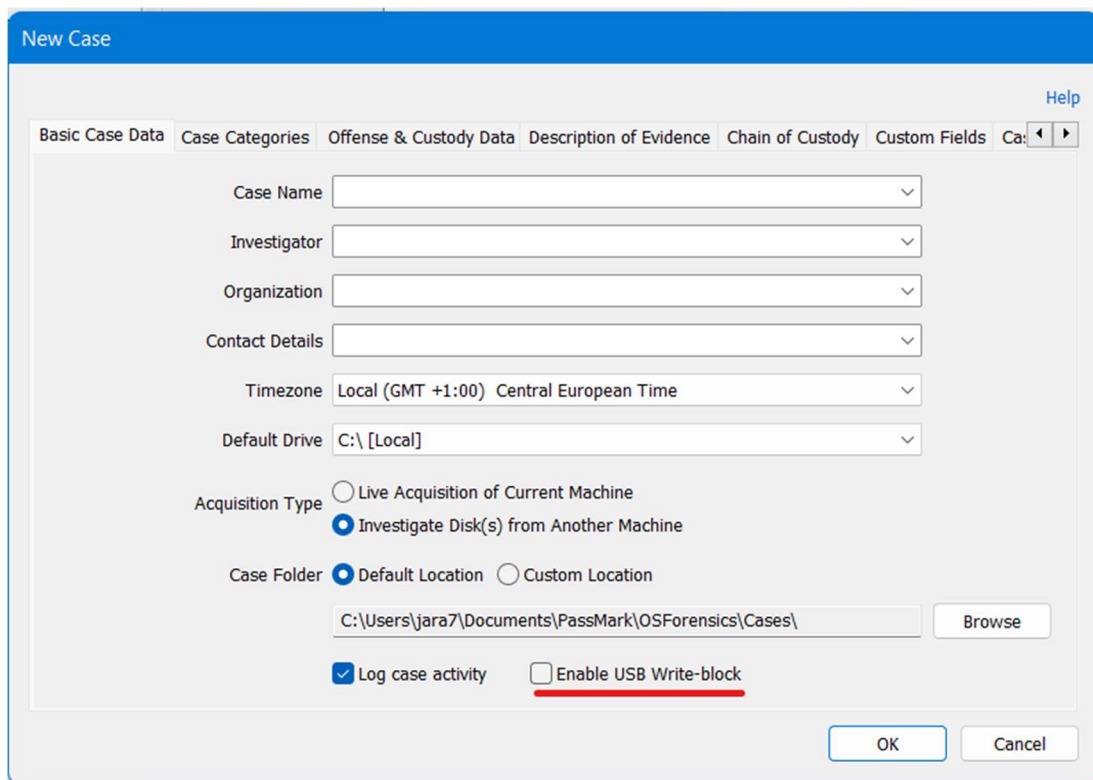 New Case
Help
Basic Case Data Case Categories Offense & Custody Data Description of Evidence Chain of Custody Custom Fields Ca
Case Name
Investigator
Organization
Contact Details
Timezone Local (GMT +1:00) Central European Time
Default Drive C:\ [Local]
Acquisition Type Live Acquisition of Current Machine
Investigate Disk(s) from Another Machine
Case Folder Default Location Custom Location
C:\Users\jara7\Documents\PassMark\OSForensics\Cases\ Browse
Log case activity Enable USB Write-block
OK Cancel